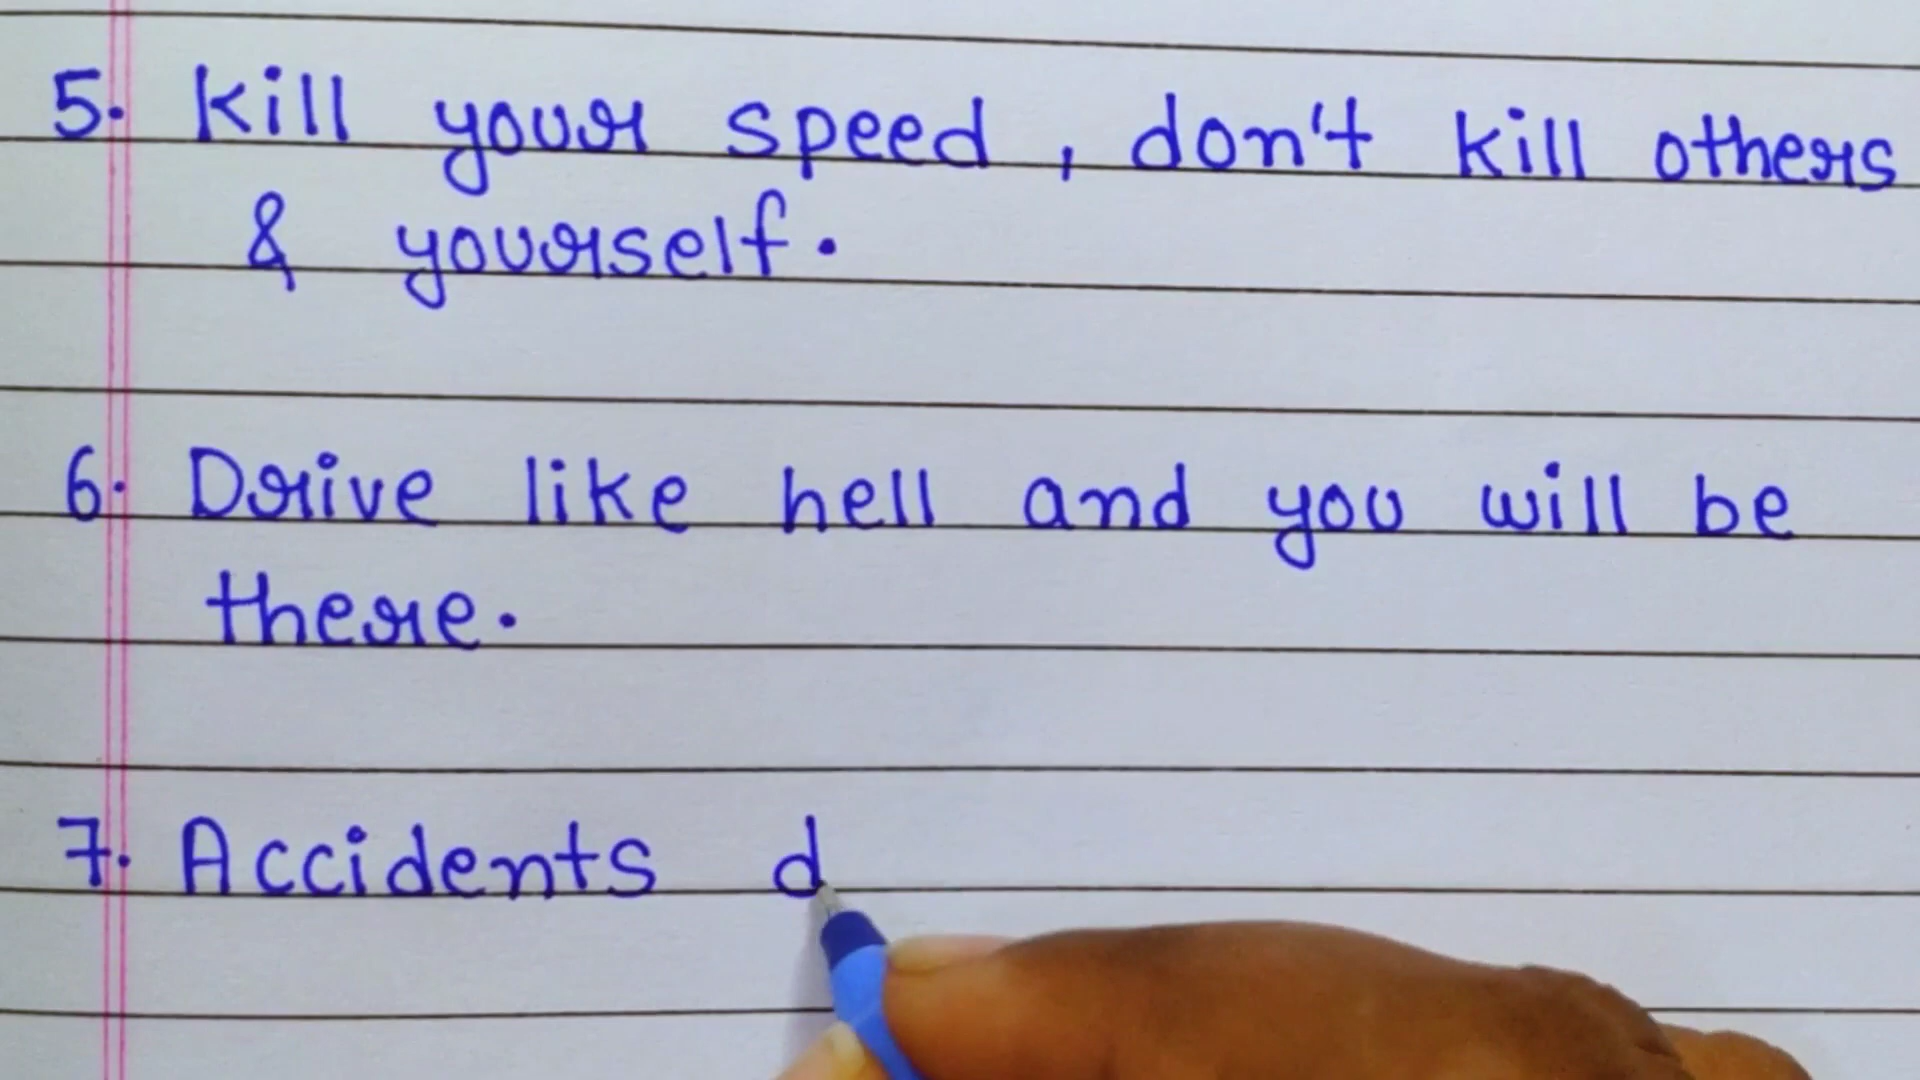 5. Kill your speed, don't kill others
& yourself.
6. Drive like hell and you will be
there.
7. Accidents d